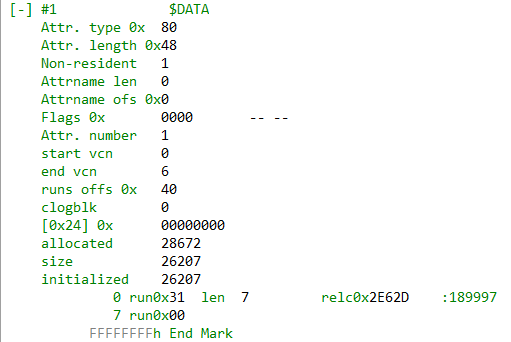 [-] #1 $DATA
Attr. type 0x 80
Attr. length 0x48
Non-resident 1
Attrname len 0
Attrname ofs 0x0
Flags 0x 0000 -- --
Attr. number 1
start vcn 0
end vcn 6
runs offs 0x 40
clogblk 0
[0x24] 0x 00000000
allocated 28672
size 26207
initialized 26207
0 run0x31 len 7 relc0x2E62D :189997
7 run0x00
FFFFFFFFh End Mark